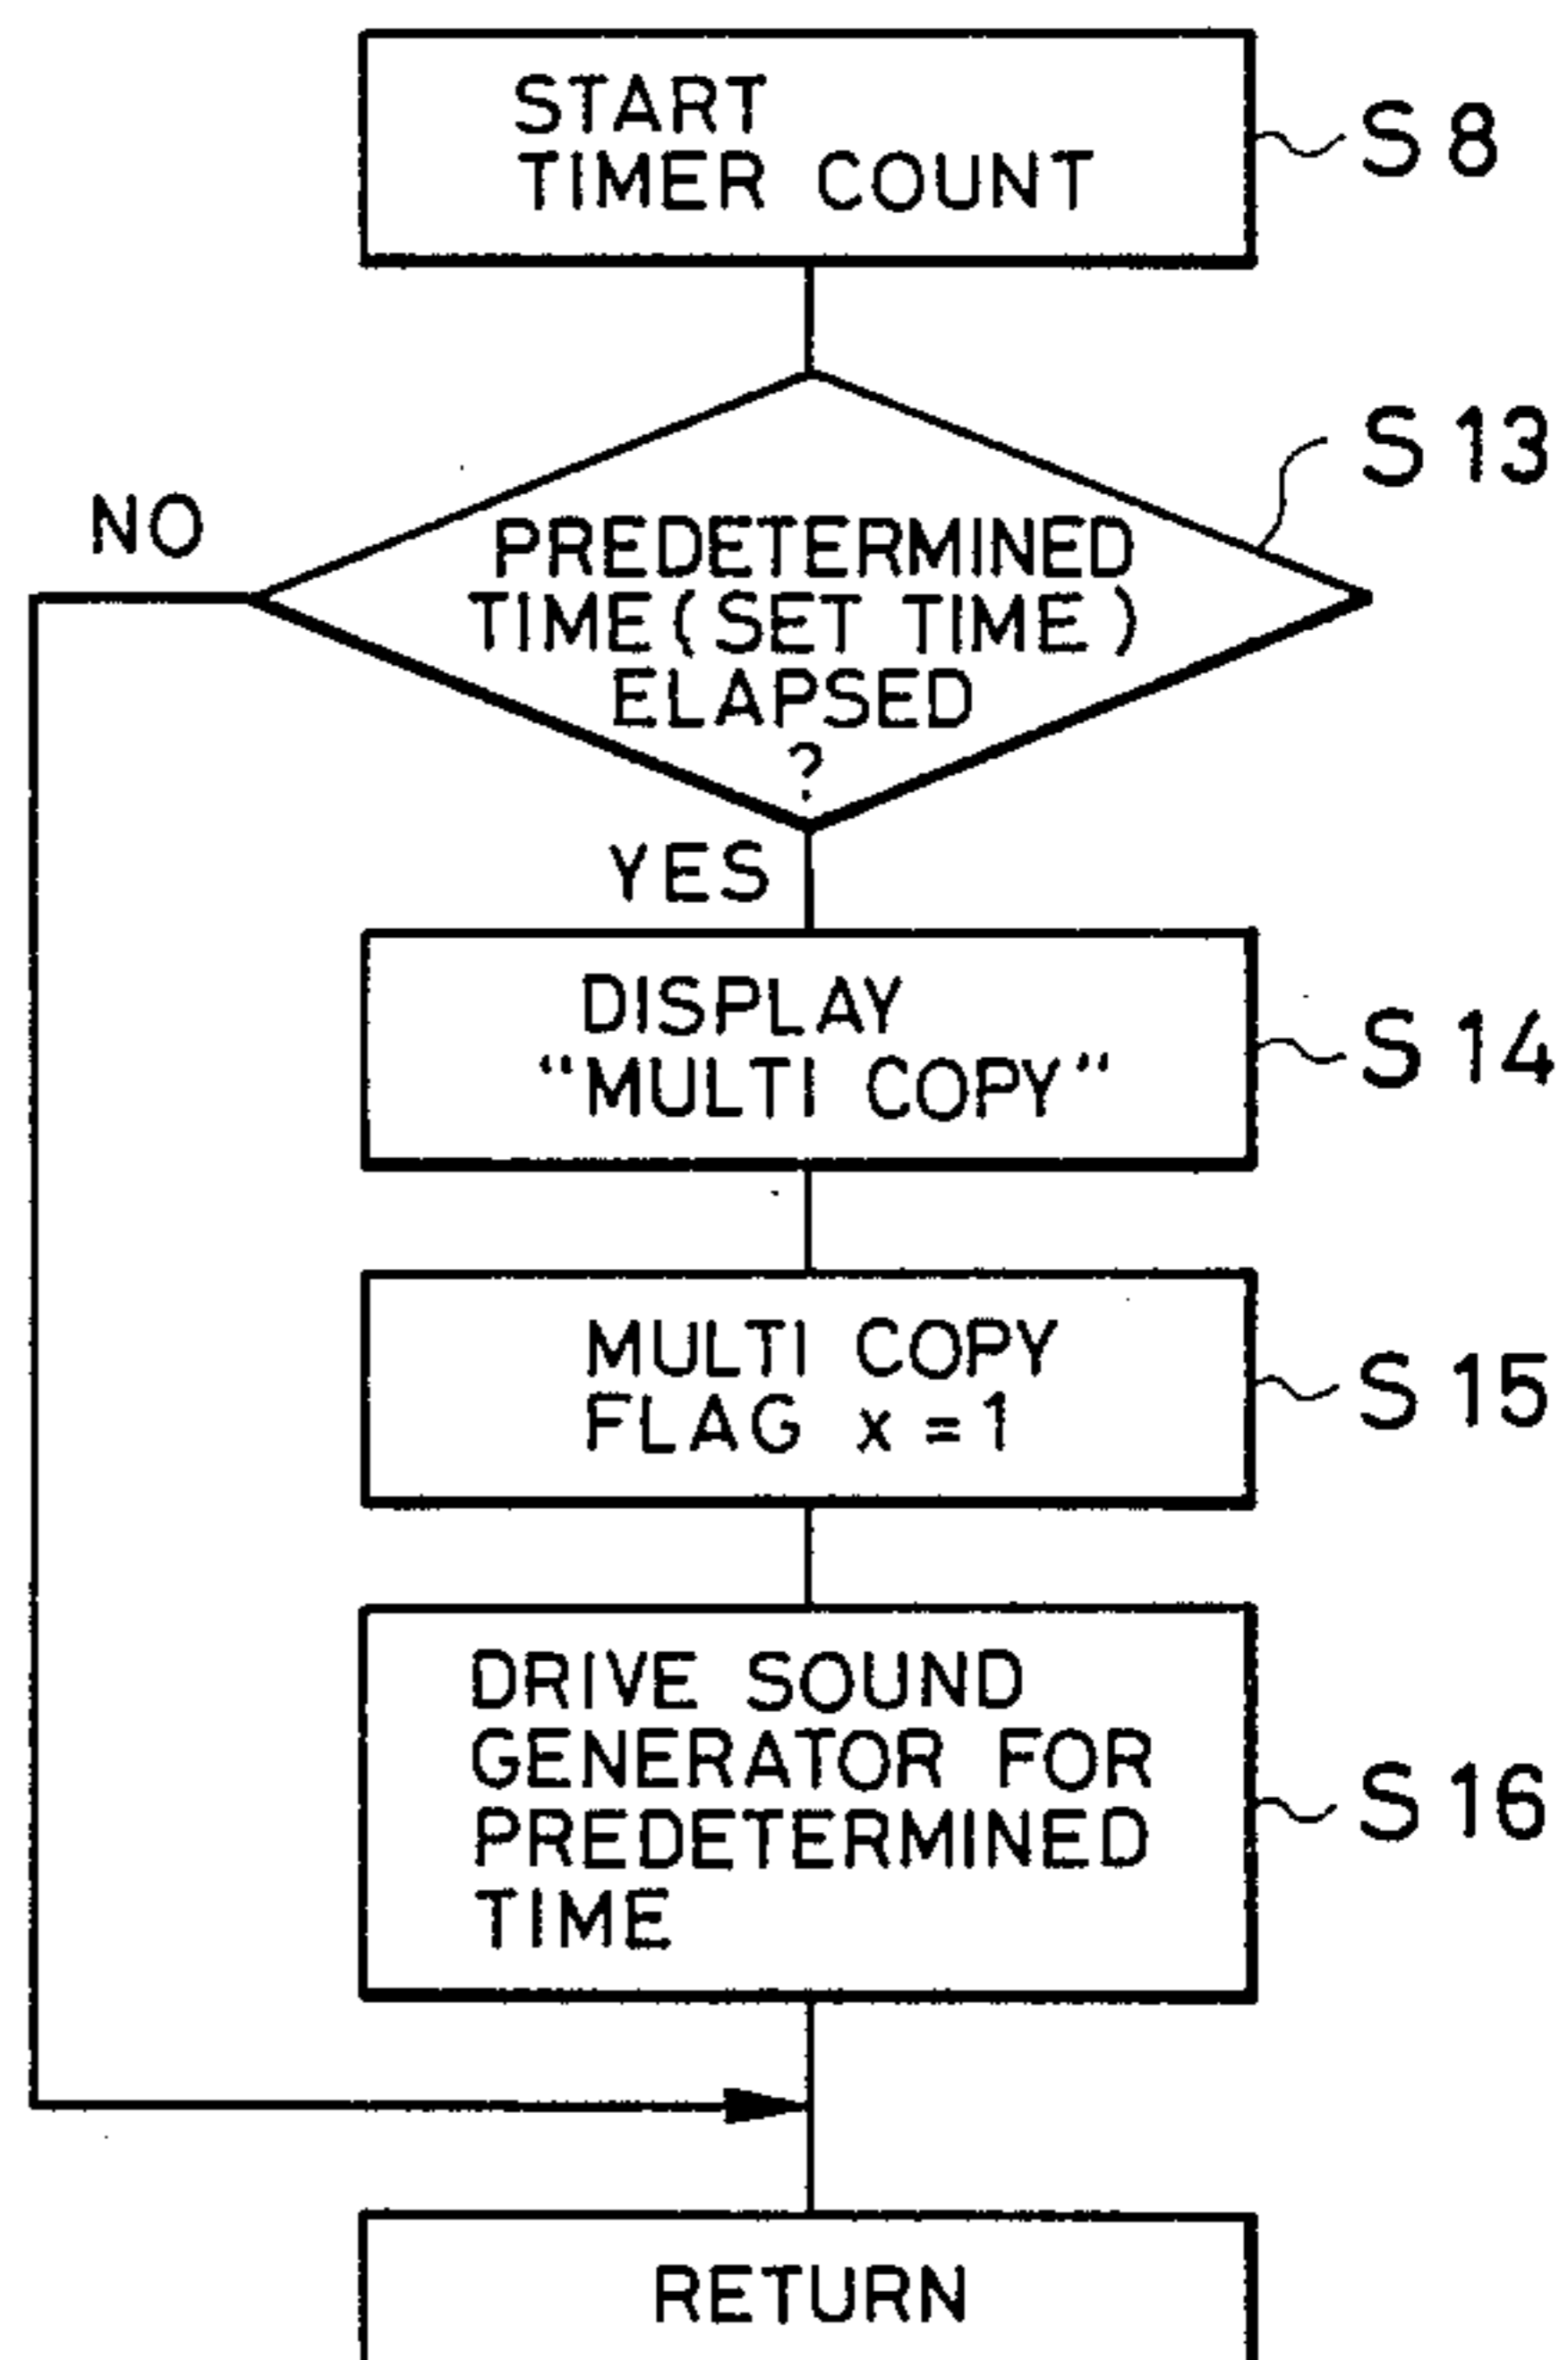 START
TIMER COUNT
S8
S13
NO
PREDETERMINED
TIME(SET TIME)
ELAPSED
?
YES
DISPLAY
"MULTI COPY"
S14
MULTI COPY
FLAG x=1
S15
DRIVE SOUND
GENERATOR FOR
PREDETERMINED
TIME
S16
RETURN